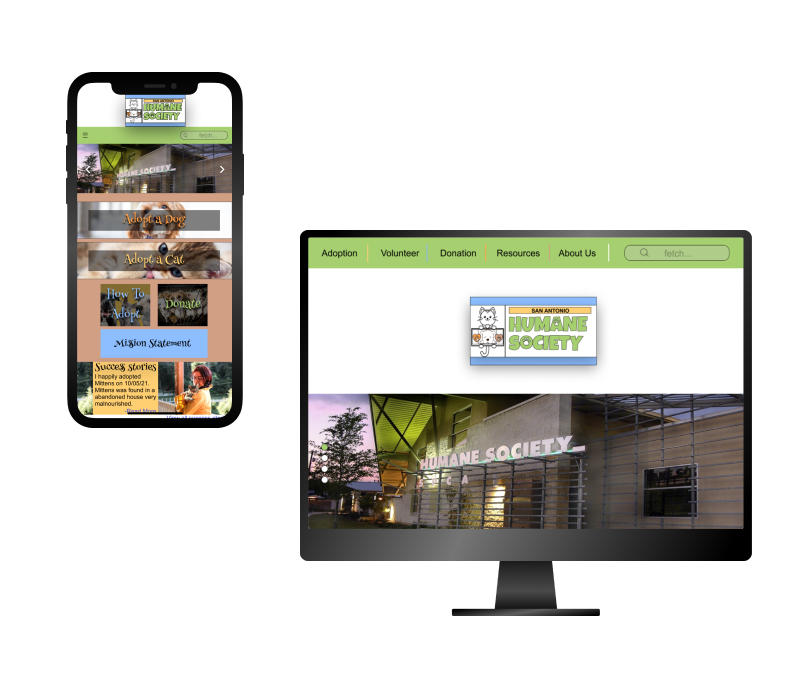 SAN ANTONIO
HUMANE
SOCIETY
fetch...
HUMANE SOCIETY
Adopt a Dog
Adopt a Cat
How To
Adopt
Donate
Mission Statement
Success Stories
I happily adopted
Mittens on 10/05/21.
Mittens was found in a
abandoned house very
malnourished.
-Read More
Adoption
Volunteer
Donation
Resources
About Us
fetch...
SAN ANTONIO
HUMANE
SOCIETY
HUMANE SOCIETY